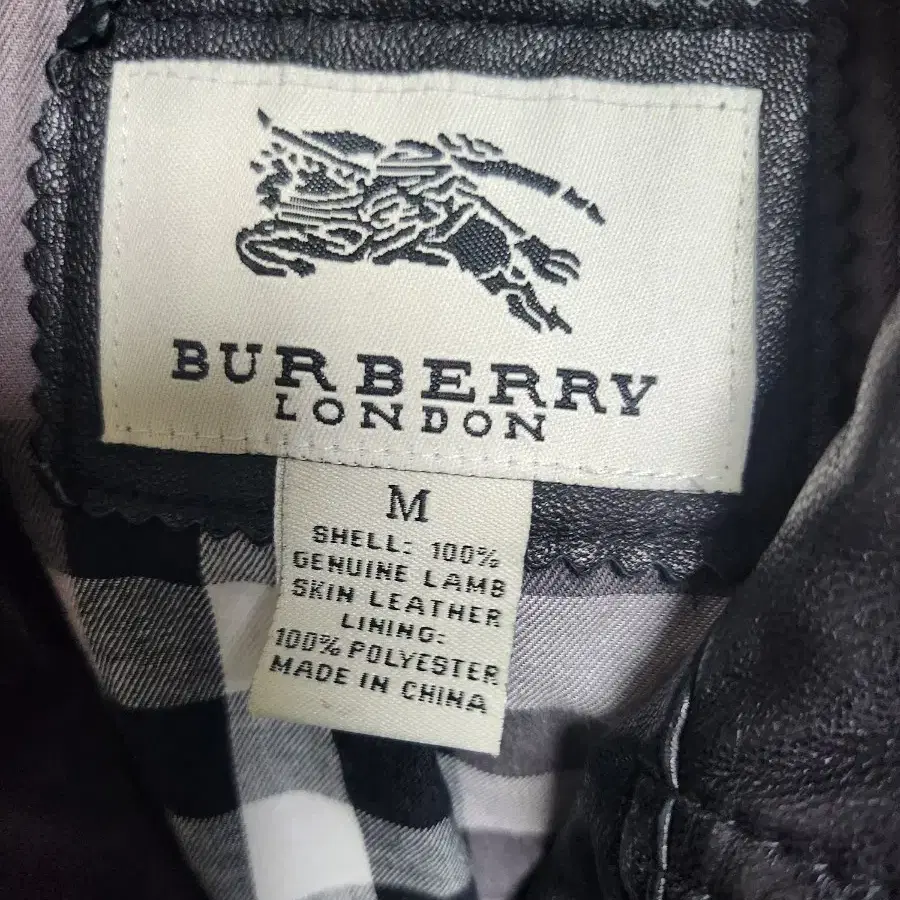 BURBERRY
LONDON
M
SHELL: 100%
GENUINE LAMB
SKIN LEATHER
LINING:
100% POLYESTER
MADE IN CHINA